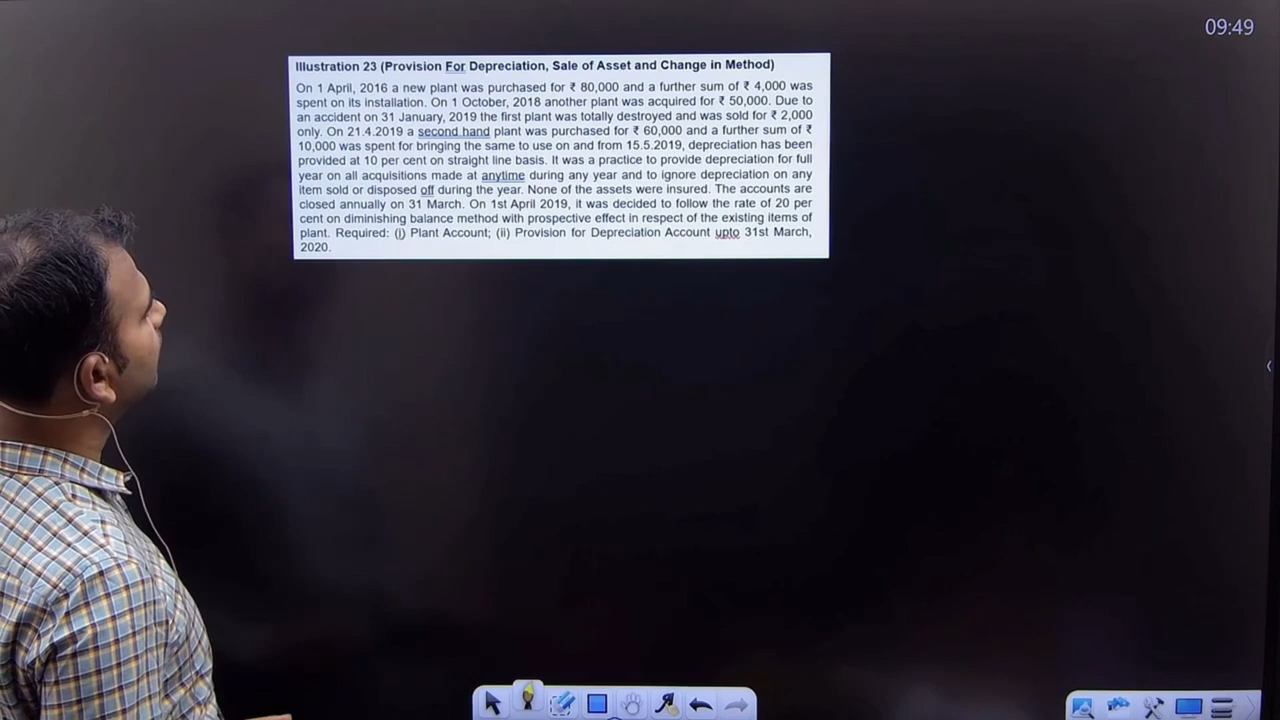 09:49
Illustration 23 (Provision For Depreciation, Sale of Asset and Change in Method)
On 1 April, 2016 a new plant was purchased for ₹ 80,000 and a further sum of ₹ 4,000 was
spent on its installation. On 1 October, 2018 another plant was acquired for ₹ 50,000. Due to
an accident on 31 January, 2019 the first plant was totally destroyed and was sold for ₹ 2,000
only. On 21.4.2019 a second hand plant was purchased for ₹ 60,000 and a further sum of ₹
10,000 was spent for bringing the same to use on and from 15.5.2019, depreciation has been
provided at 10 per cent on straight line basis. It was a practice to provide depreciation for full
year on all acquisitions made at anytime during any year and to ignore depreciation on any
item sold or disposed off during the year. None of the assets were insured. The accounts are
closed annually on 31 March. On 1st April 2019, it was decided to follow the rate of 20 per
cent on diminishing balance method with prospective effect in respect of the existing items of
plant. Required: (i) Plant Account; (ii) Provision for Depreciation Account upto 31st March,
2020.